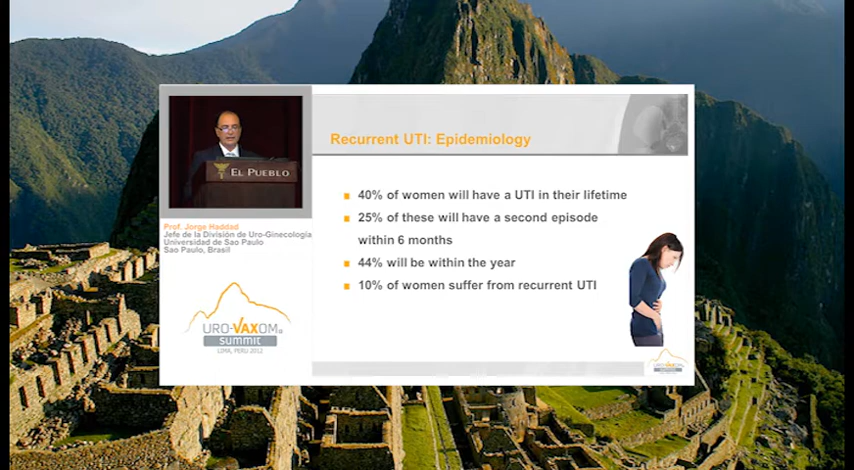 Recurrent UTI: Epidemiology
EL PUEBLO
40% of women will have a UTI in their lifetime
25% of these will have a second episode
within 6 months
44% will be within the year
10% of women suffer from recurrent UTI
Prof. Jorge Haddad
Jefe de la División de Uro-Ginecología
Universidad de Sao Paulo
Sao Paulo, Brasil
URO-VAXOM®
summit
LIMA, PERU 2012